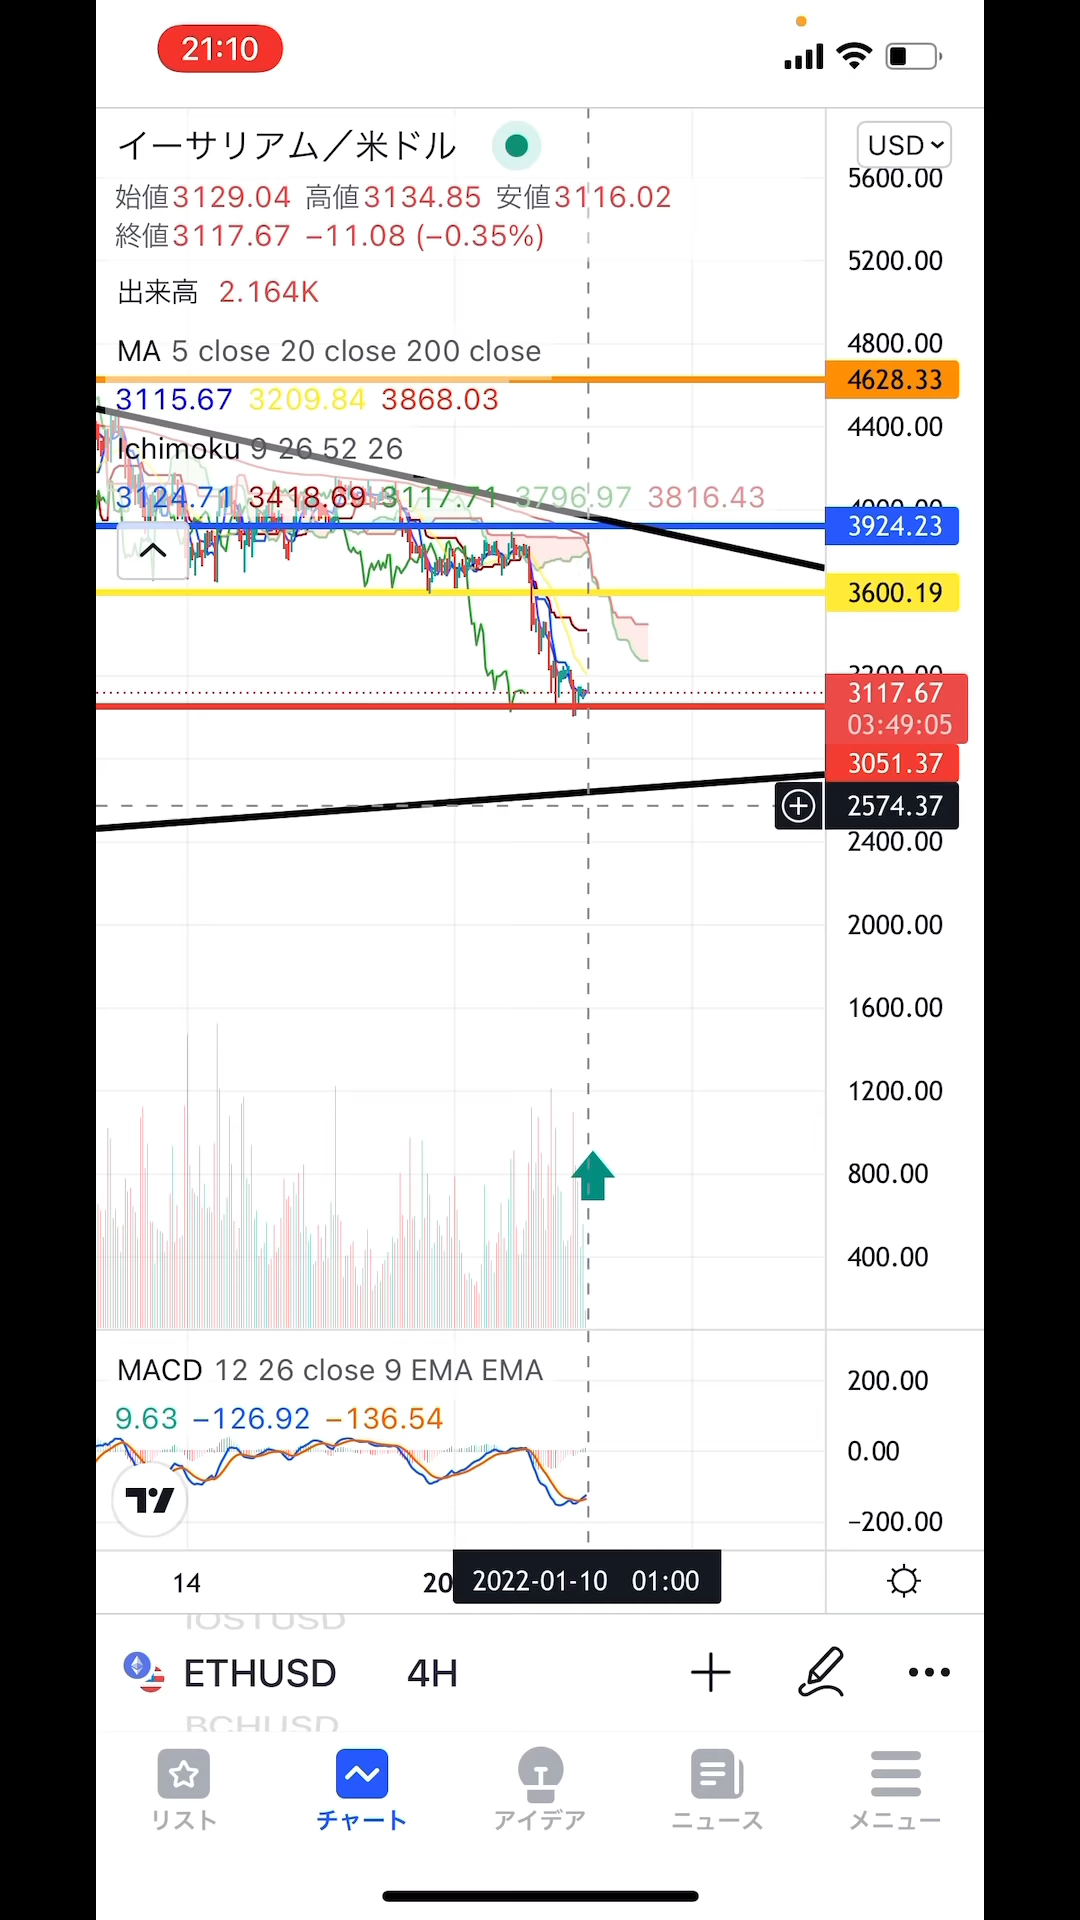 21:10
イーサリアム／米ドル
USD
5600.00
始値3129.04 高値3134.85 安値3116.02
終値3117.67 −11.08 (−0.35%)
5200.00
出来高 2.164K
4800.00
MA 5 close 20 close 200 close
4628.33
3115.67 3209.84 3868.03
4400.00
Ichimoku 9 26 52 26
3124.71 3418.69 3117.71 3796.97 3816.43
4000.00
3924.23
3600.19
3200.00
3117.67
03:49:05
3051.37
2574.37
2400.00
2000.00
1600.00
1200.00
800.00
400.00
MACD 12 26 close 9 EMA EMA
200.00
9.63 −126.92 −136.54
0.00
−200.00
14
20
2022-01-10 01:00
IOSTUSD
ETHUSD 4H
BCHUSD
リスト チャート アイデア ニュース メニュー